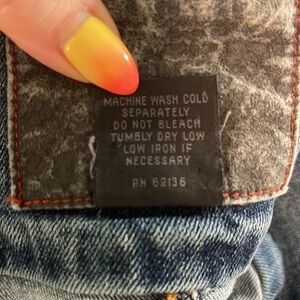 MACHINE WASH COLD
SEPARATELY
DO NOT BLEACH
TUMBLY DRY LOW
LOW IRON IF
NECESSARY
RN 62136